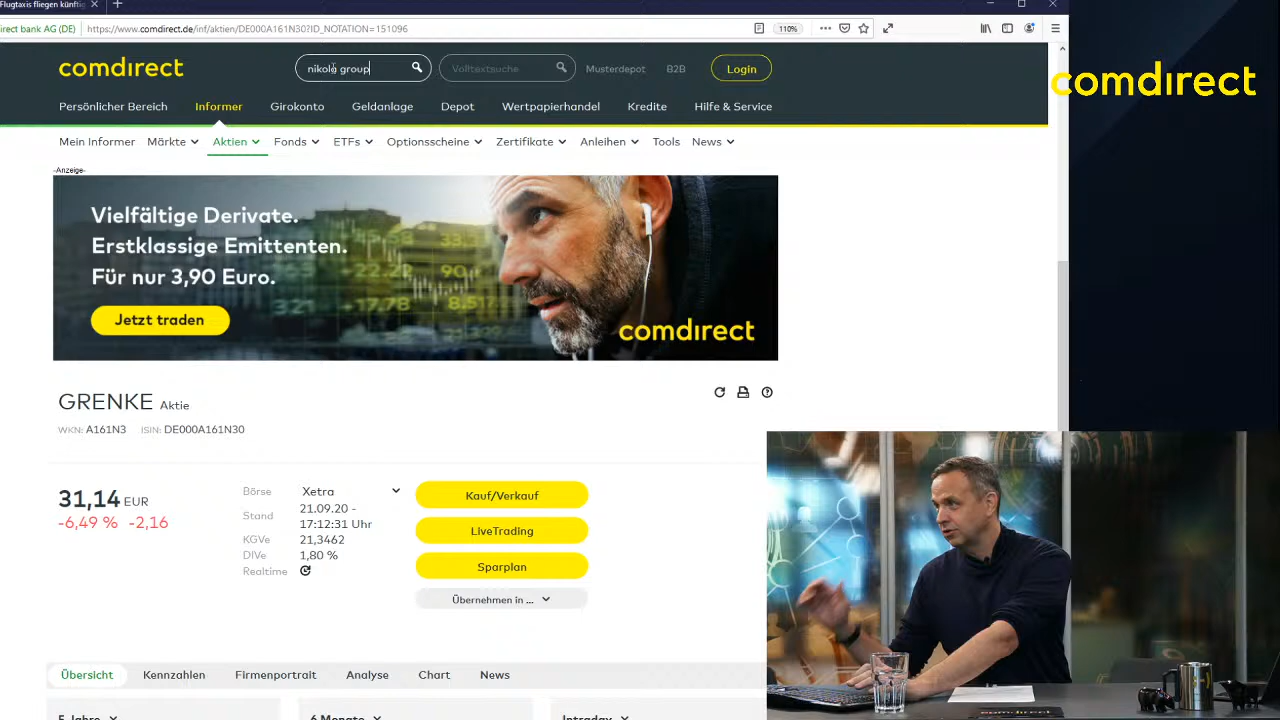 Flugtaxis fliegen künftig
irect bank AG (DE)
https://www.comdirect.de/inf/aktien/DE000A161N30?ID_NOTATION=151096
110%
comdirect
nikola group
Volltextsuche
Musterdepot
B2B
Login
comdirect
Persönlicher Bereich
Informer
Girokonto
Geldanlage
Depot
Wertpapierhandel
Kredite
Hilfe & Service
Mein Informer
Märkte
Aktien
Fonds
ETFs
Optionsscheine
Zertifikate
Anleihen
Tools
News
-Anzeige-
Vielfältige Derivate.
Erstklassige Emittenten.
Für nur 3,90 Euro.
Jetzt traden
comdirect
GRENKE Aktie
WKN: A161N3 ISIN: DE000A161N30
31,14 EUR
-6,49 % -2,16
Börse Xetra
Stand 21.09.20 -
17:12:31 Uhr
KGVe 21,3462
DIVe 1,80 %
Realtime
Kauf/Verkauf
LiveTrading
Sparplan
Übernehmen in ...
Übersicht
Kennzahlen
Firmenportrait
Analyse
Chart
News
5 Jahre
6 Monate
Intraday